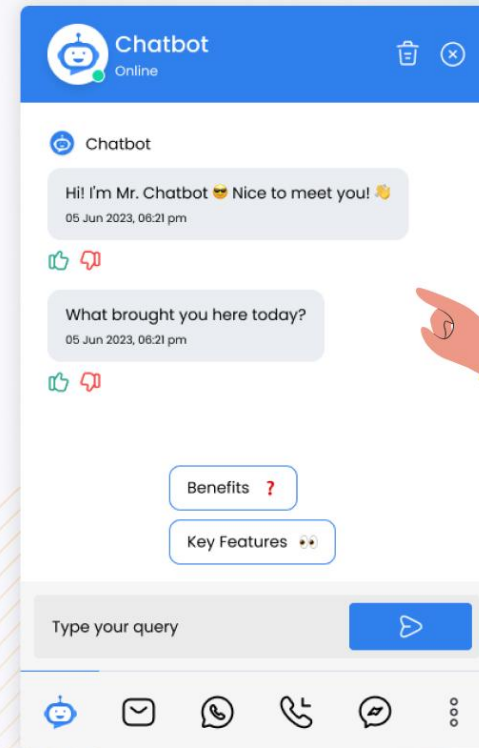 Chatbot
Online
Chatbot
Hi! I'm Mr. Chatbot 😎 Nice to meet you! 👋
05 Jun 2023, 06:21 pm
What brought you here today?
05 Jun 2023, 06:21 pm
Benefits ❓
Key Features 👀
Type your query